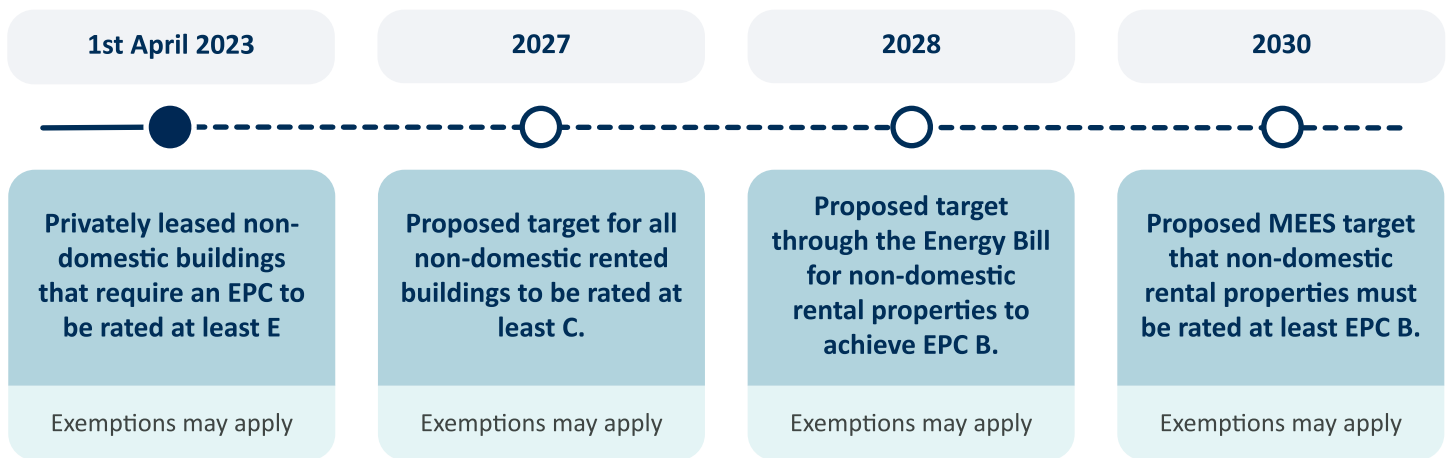 1st April 2023
2027
2028
2030
Privately leased non-
domestic buildings
that require an EPC to
be rated at least E
Exemptions may apply
Proposed target for all
non-domestic rented
buildings to be rated at
least C.
Exemptions may apply
Proposed target
through the Energy Bill
for non-domestic
rental properties to
achieve EPC B.
Exemptions may apply
Proposed MEES target
that non-domestic
rental properties must
be rated at least EPC B.
Exemptions may apply